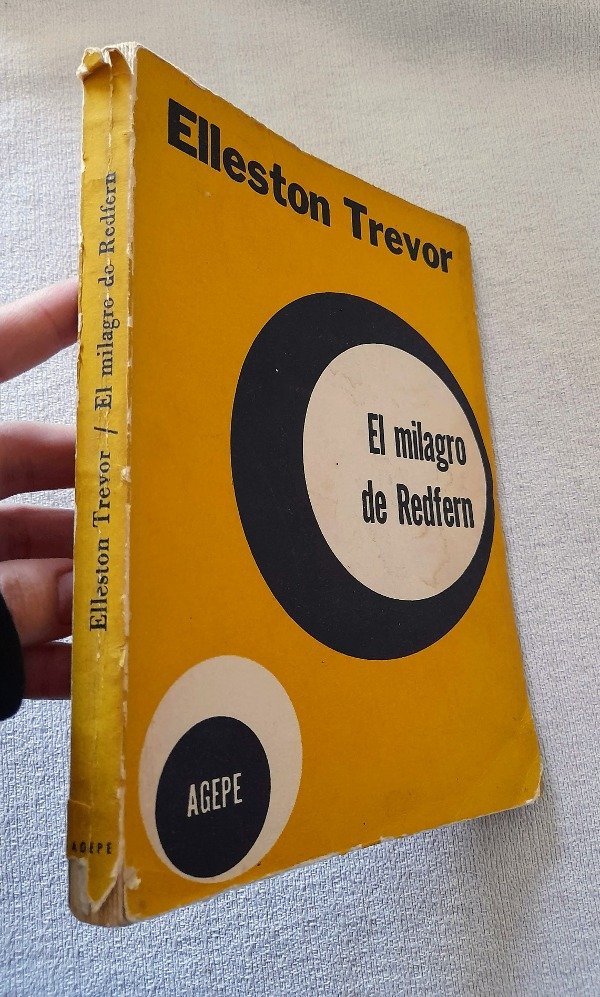 Elleston Trevor
El milagro
de Redfern
AGEPE
Elleston Trevor / El milagro de Redfern
AGEPE